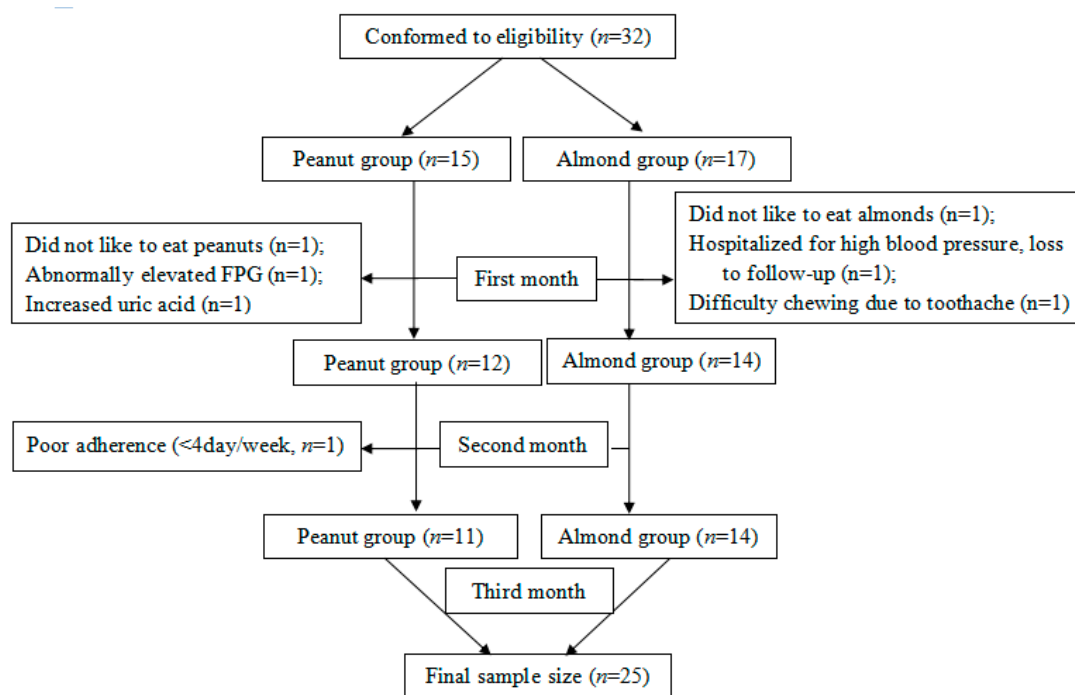 Conformed to eligibility (n=32)
Peanut group (n=15)
Almond group (n=17)
Did not like to eat peanuts (n=1);
Abnormally elevated FPG (n=1);
Increased uric acid (n=1)
First month
Did not like to eat almonds (n=1);
Hospitalized for high blood pressure, loss
to follow-up (n=1);
Difficulty chewing due to toothache (n=1)
Peanut group (n=12)
Almond group (n=14)
Poor adherence (<4day/week, n=1)
Second month
Peanut group (n=11)
Almond group (n=14)
Third month
Final sample size (n=25)